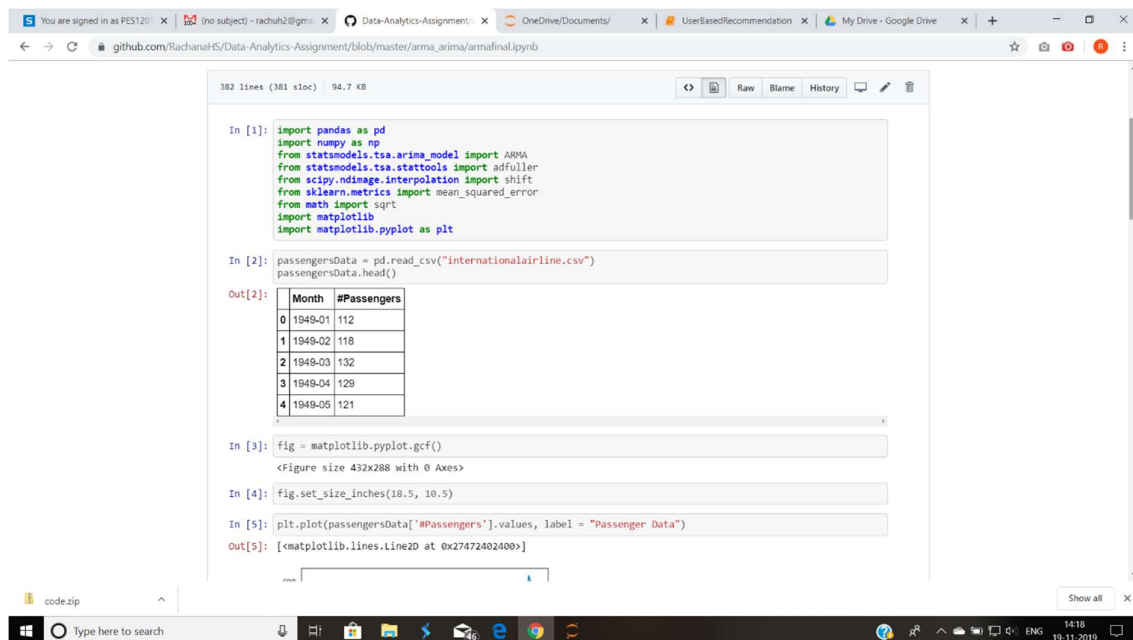 You are signed in as PES1201
(no subject) - rachuh2@gma
Data-Analytics-Assignment/
OneDrive/Documents/
UserBasedRecommendation
My Drive - Google Drive
github.com/RachanaHS/Data-Analytics-Assignment/blob/master/arma_arima/armafinal.ipynb
382 lines (381 sloc) 94.7 KB
Raw Blame History
In [1]: import pandas as pd
import numpy as np
from statsmodels.tsa.arima_model import ARMA
from statsmodels.tsa.stattools import adfuller
from scipy.ndimage.interpolation import shift
from sklearn.metrics import mean_squared_error
from math import sqrt
import matplotlib
import matplotlib.pyplot as plt
In [2]: passengersData = pd.read_csv("internationalairline.csv")
passengersData.head()
Out[2]:
Month #Passengers
0 1949-01 112
1 1949-02 118
2 1949-03 132
3 1949-04 129
4 1949-05 121
In [3]: fig = matplotlib.pyplot.gcf()
<Figure size 432x288 with 0 Axes>
In [4]: fig.set_size_inches(18.5, 10.5)
In [5]: plt.plot(passengersData['#Passengers'].values, label = "Passenger Data")
Out[5]: [<matplotlib.lines.Line2D at 0x27472402400>]
code.zip
Show all
Type here to search
46
ENG
14:18
19-11-2019